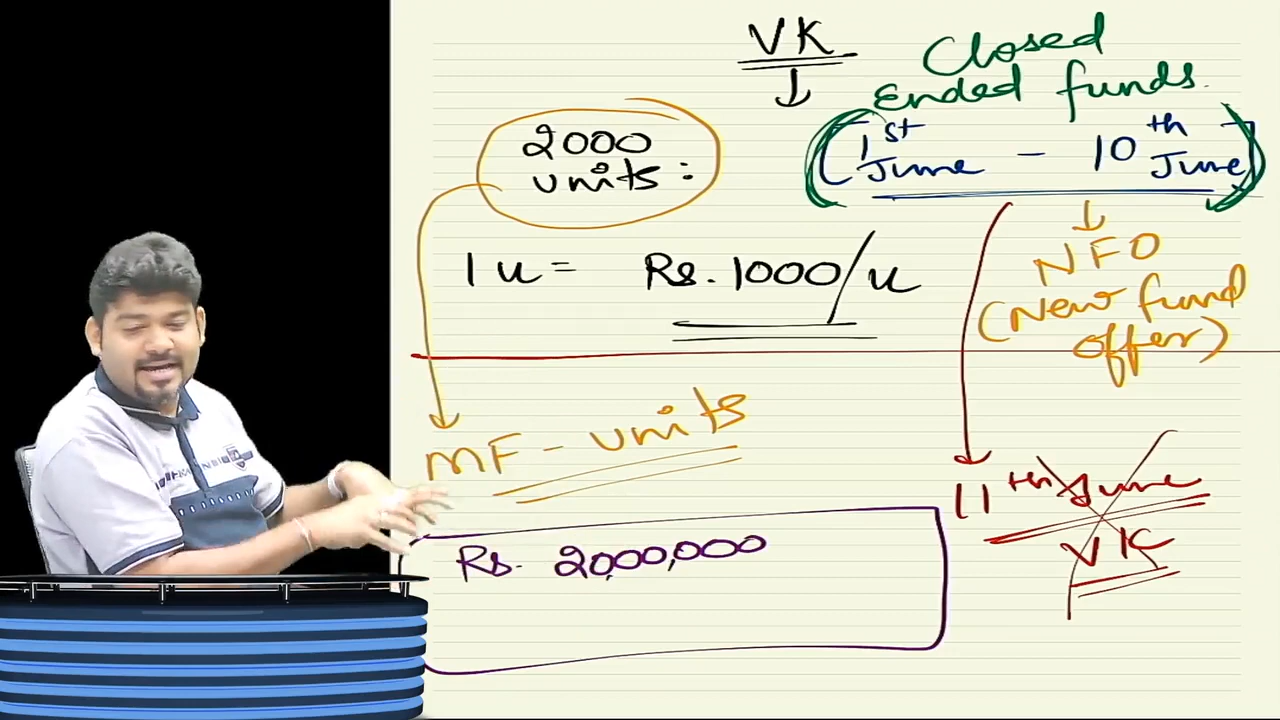 VK
Closed
Ended funds.
2000
units:
[1st June - 10th June]
1 u = Rs. 1000/u
NFO
(New fund
offer)
MF - units
11th June
VK
Rs. 20,00,000